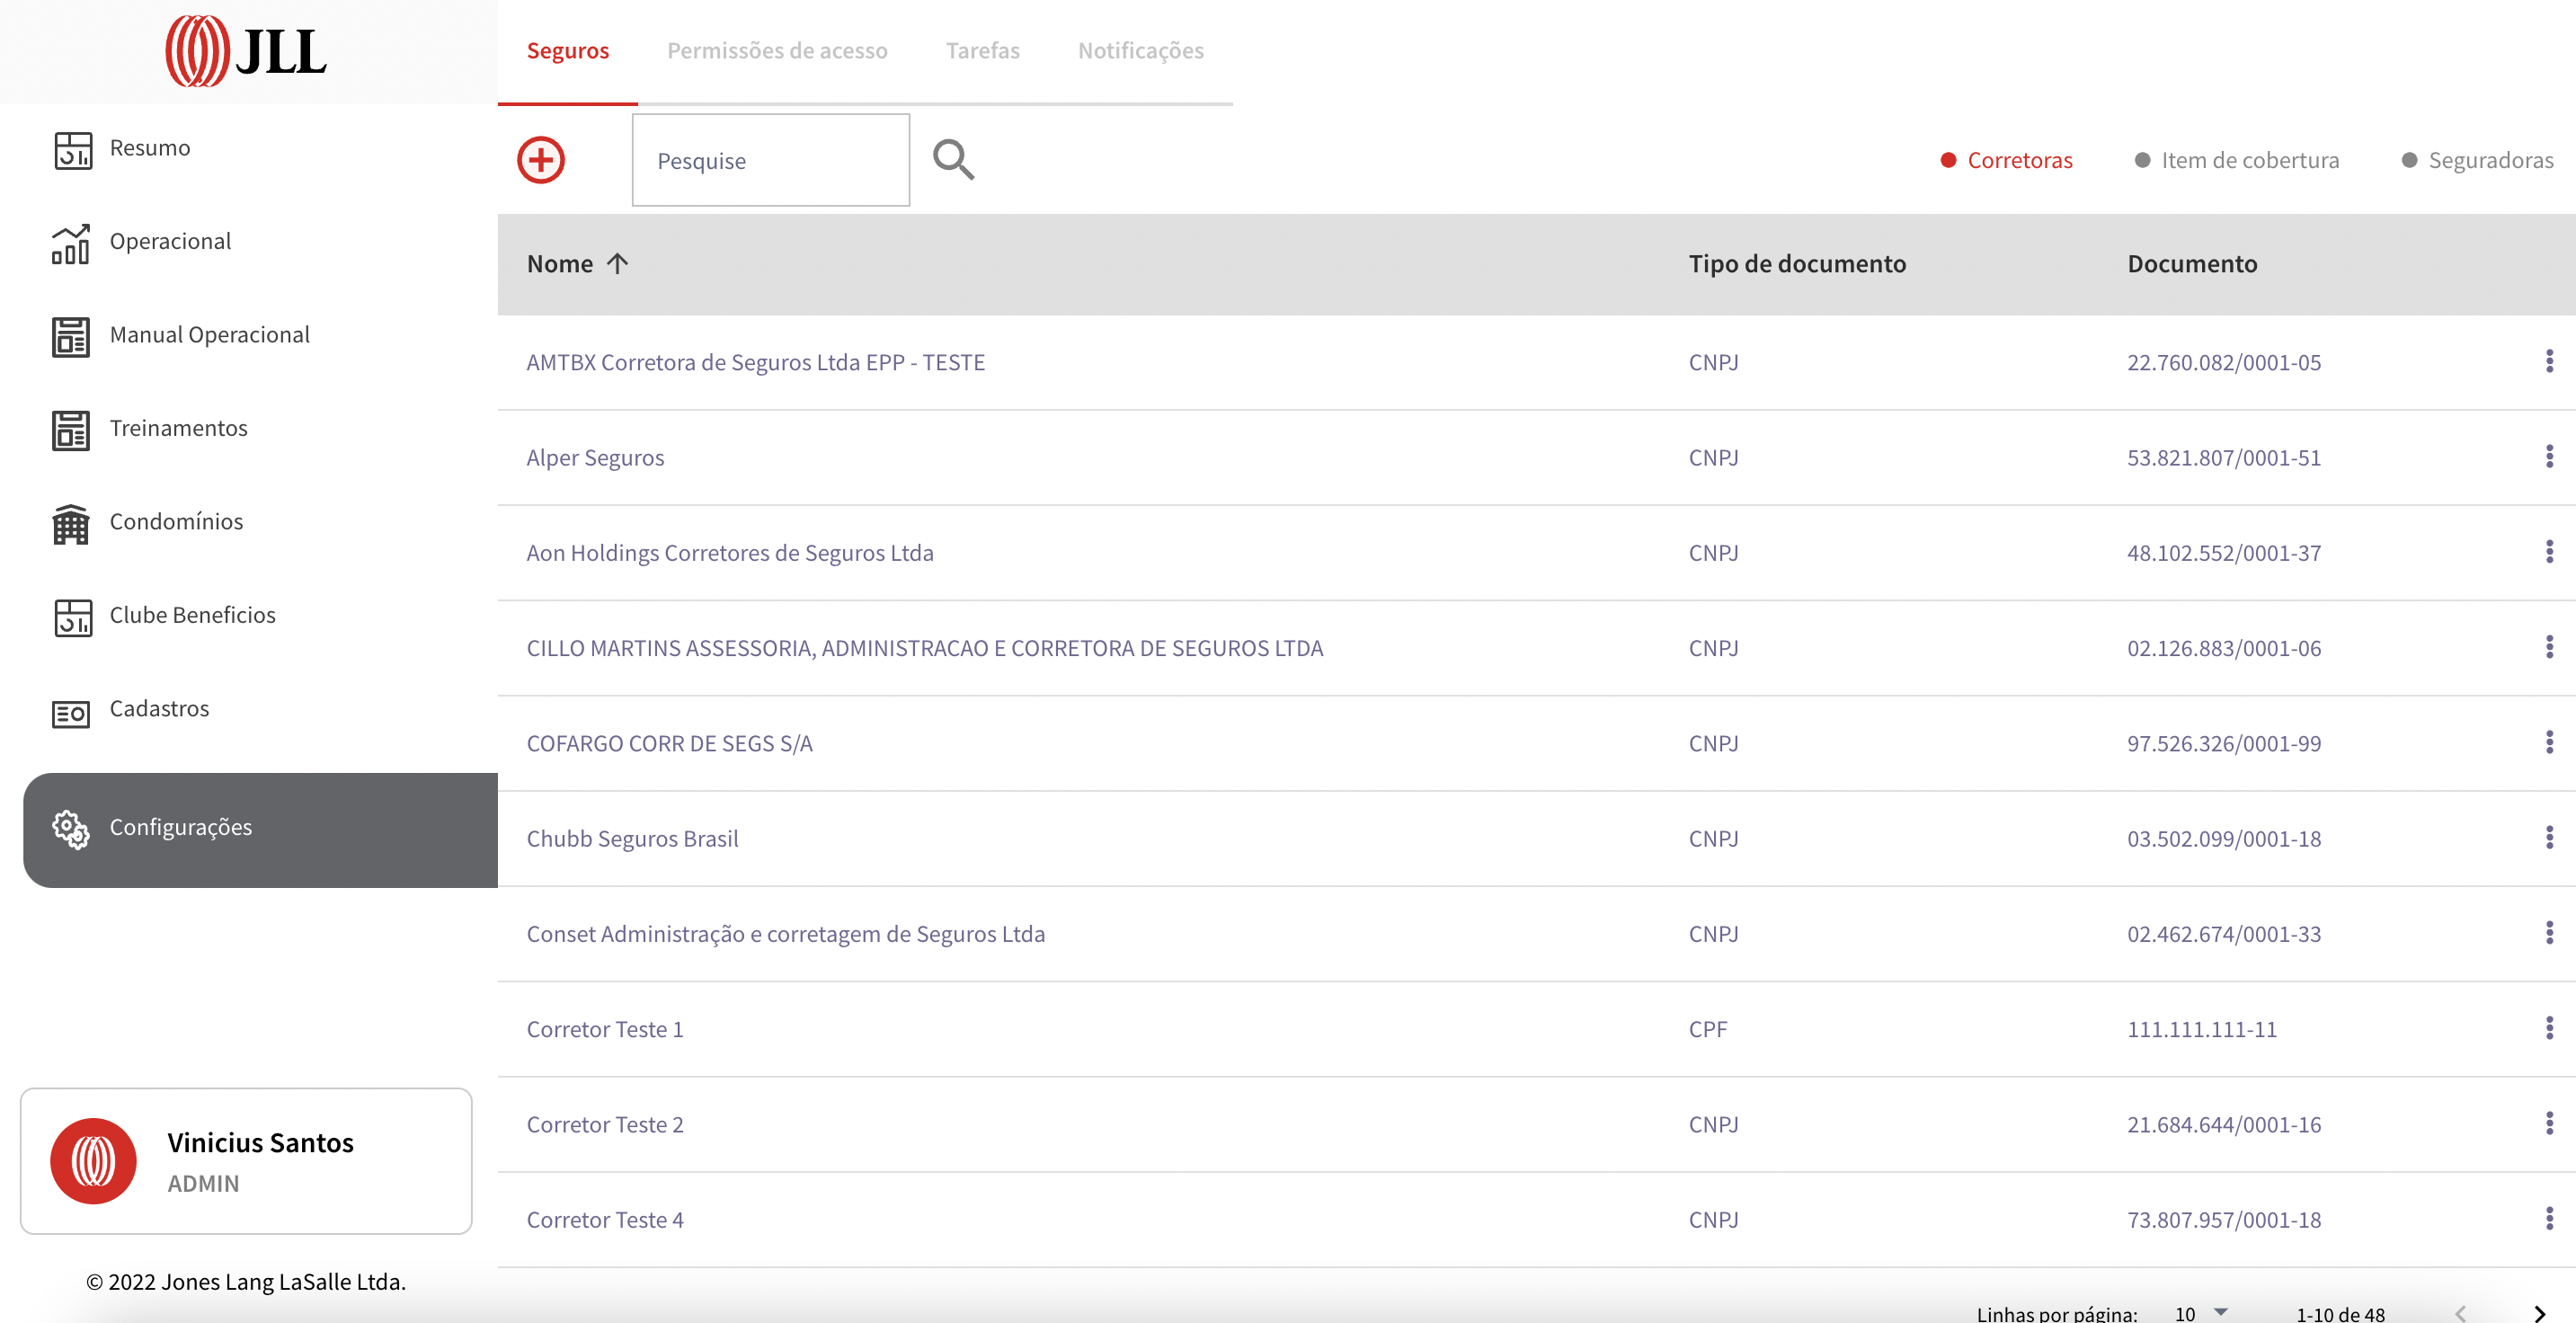 JLL
Seguros Permissões de acesso Tarefas Notificações
Resumo
Operacional
Manual Operacional
Treinamentos
Condomínios
Clube Beneficios
Cadastros
Configurações
Vinicius Santos
ADMIN
© 2022 Jones Lang LaSalle Ltda.
Pesquise
Corretoras Item de cobertura Seguradoras
Nome Tipo de documento Documento
AMTBX Corretora de Seguros Ltda EPP - TESTE CNPJ 22.760.082/0001-05
Alper Seguros CNPJ 53.821.807/0001-51
Aon Holdings Corretores de Seguros Ltda CNPJ 48.102.552/0001-37
CILLO MARTINS ASSESSORIA, ADMINISTRACAO E CORRETORA DE SEGUROS LTDA CNPJ 02.126.883/0001-06
COFARGO CORR DE SEGS S/A CNPJ 97.526.326/0001-99
Chubb Seguros Brasil CNPJ 03.502.099/0001-18
Conset Administração e corretagem de Seguros Ltda CNPJ 02.462.674/0001-33
Corretor Teste 1 CPF 111.111.111-11
Corretor Teste 2 CNPJ 21.684.644/0001-16
Corretor Teste 4 CNPJ 73.807.957/0001-18
Linhas por página: 10 1-10 de 48